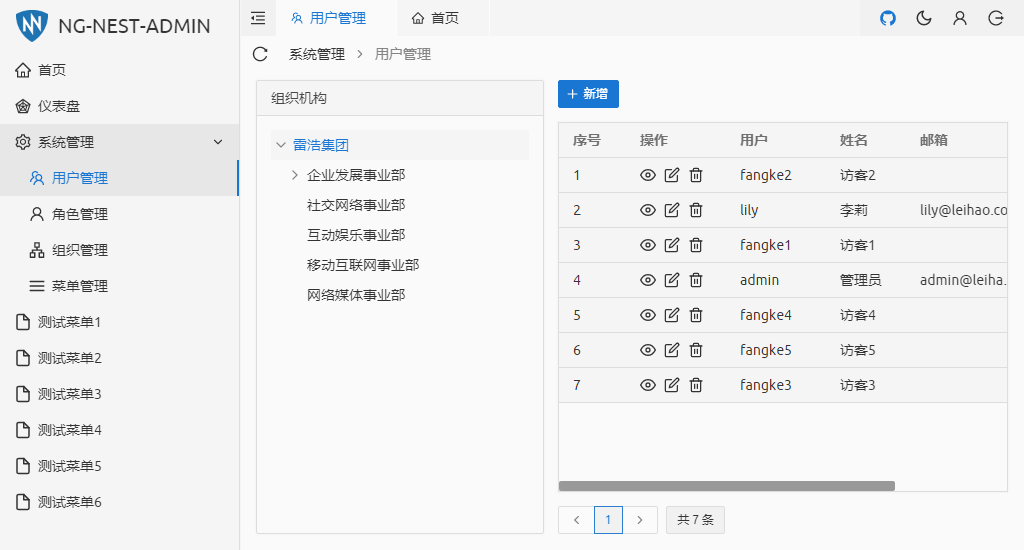 NG-NEST-ADMIN
首页
仪表盘
系统管理
用户管理
角色管理
组织管理
菜单管理
测试菜单1
测试菜单2
测试菜单3
测试菜单4
测试菜单5
测试菜单6
用户管理 首页
系统管理 用户管理
组织机构
雷浩集团
企业发展事业部
社交网络事业部
互动娱乐事业部
移动互联网事业部
网络媒体事业部
新增
序号 操作 用户 姓名 邮箱
1 fangke2 访客2
2 lily 李莉 lily@leihao.co
3 fangke1 访客1
4 admin 管理员 admin@leiha.
5 fangke4 访客4
6 fangke5 访客5
7 fangke3 访客3
1 共 7 条